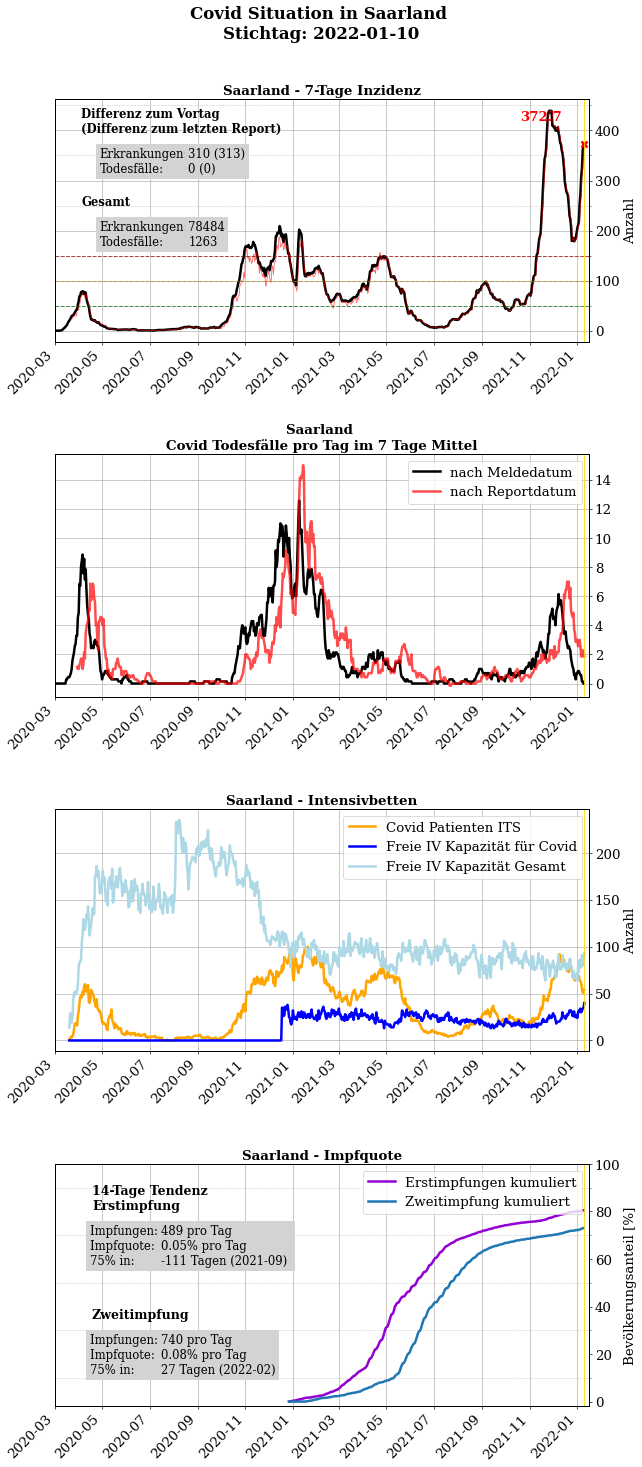 Covid Situation in Saarland
Stichtag: 2022-01-10
Saarland - 7-Tage Inzidenz
Differenz zum Vortag
(Differenz zum letzten Report)
Erkrankungen 310 (313)
Todesfälle: 0 (0)
Gesamt
Erkrankungen 78484
Todesfälle: 1263
372.7
400
300
200
100
0
Anzahl
2020-03
2020-05
2020-07
2020-09
2020-11
2021-01
2021-03
2021-05
2021-07
2021-09
2021-11
2022-01
Saarland
Covid Todesfälle pro Tag im 7 Tage Mittel
nach Meldedatum
nach Reportdatum
14
12
10
8
6
4
2
0
2020-03
2020-05
2020-07
2020-09
2020-11
2021-01
2021-03
2021-05
2021-07
2021-09
2021-11
2022-01
Saarland - Intensivbetten
Covid Patienten ITS
Freie IV Kapazität für Covid
Freie IV Kapazität Gesamt
200
150
100
50
0
Anzahl
2020-03
2020-05
2020-07
2020-09
2020-11
2021-01
2021-03
2021-05
2021-07
2021-09
2021-11
2022-01
Saarland - Impfquote
14-Tage Tendenz
Erstimpfung
Impfungen: 489 pro Tag
Impfquote: 0.05% pro Tag
75% in: -111 Tagen (2021-09)
Zweitimpfung
Impfungen: 740 pro Tag
Impfquote: 0.08% pro Tag
75% in: 27 Tagen (2022-02)
Erstimpfungen kumuliert
Zweitimpfung kumuliert
100
80
60
40
20
0
Bevölkerungsanteil [%]
2020-03
2020-05
2020-07
2020-09
2020-11
2021-01
2021-03
2021-05
2021-07
2021-09
2021-11
2022-01